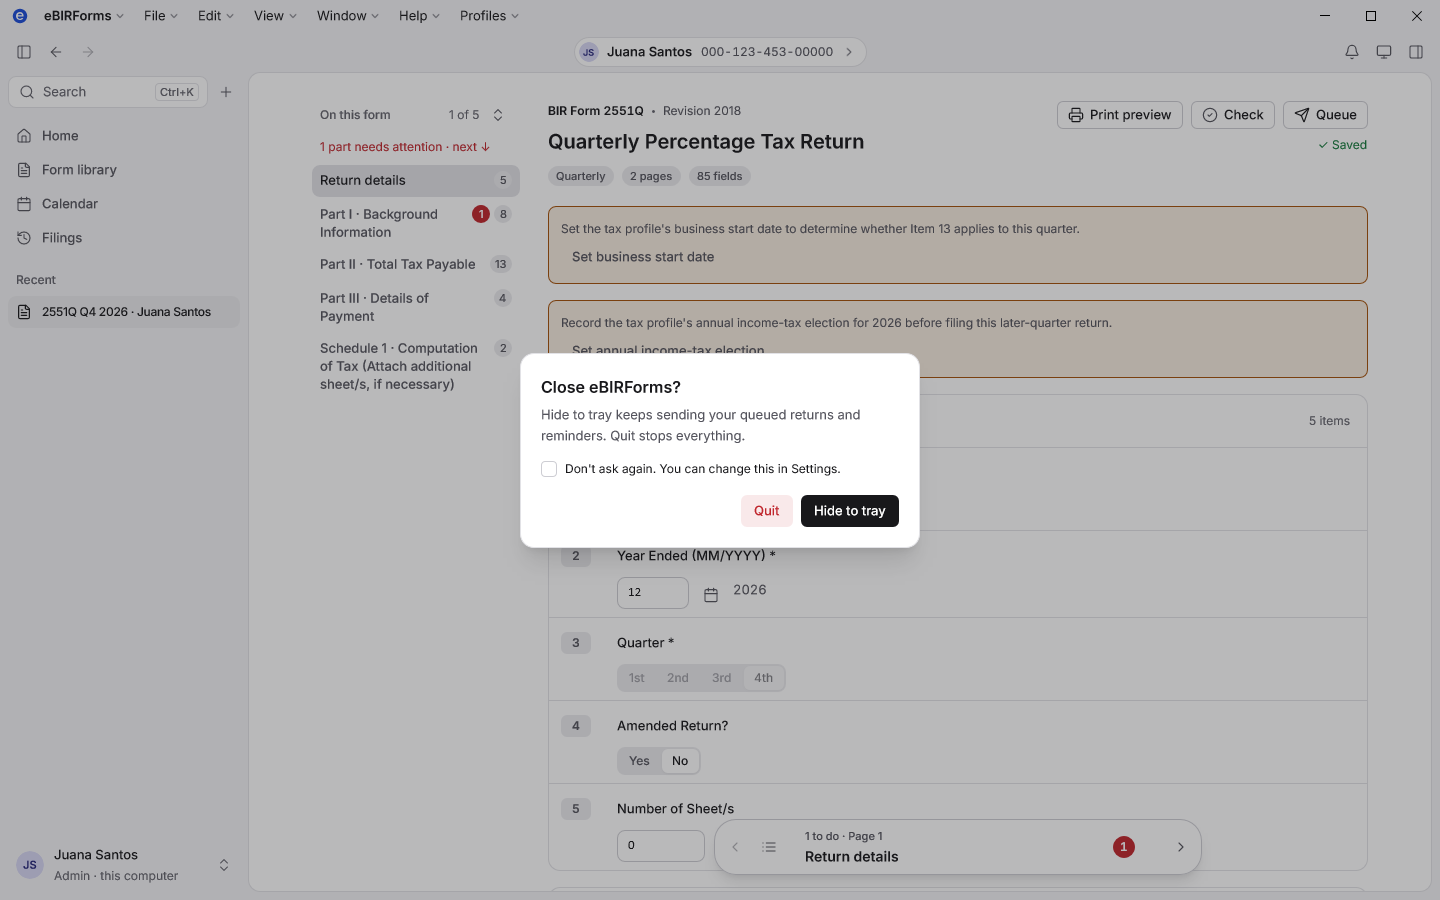 e eBIRForms File Edit View Window Help Profiles
JS Juana Santos 000-123-453-00000
Search Ctrl+K
Home
Form library
Calendar
Filings
Recent
2551Q Q4 2026 · Juana Santos
JS Juana Santos
Admin · this computer
On this form 1 of 5
1 part needs attention · next ↓
Return details 5
Part I · Background 1 8
Information
Part II · Total Tax Payable 13
Part III · Details of 4
Payment
Schedule 1 · Computation 2
of Tax (Attach additional
sheet/s, if necessary)
BIR Form 2551Q • Revision 2018
Quarterly Percentage Tax Return
Quarterly 2 pages 85 fields
Print preview Check Queue
✓ Saved
Set the tax profile's business start date to determine whether Item 13 applies to this quarter.
Set business start date
Record the tax profile's annual income-tax election for 2026 before filing this later-quarter return.
Set annual income-tax election
5 items
Close eBIRForms?
Hide to tray keeps sending your queued returns and
reminders. Quit stops everything.
Don't ask again. You can change this in Settings.
Quit Hide to tray
2 Year Ended (MM/YYYY) *
12 2026
3 Quarter *
1st 2nd 3rd 4th
4 Amended Return?
Yes No
5 Number of Sheet/s
0
1 to do · Page 1
Return details 1